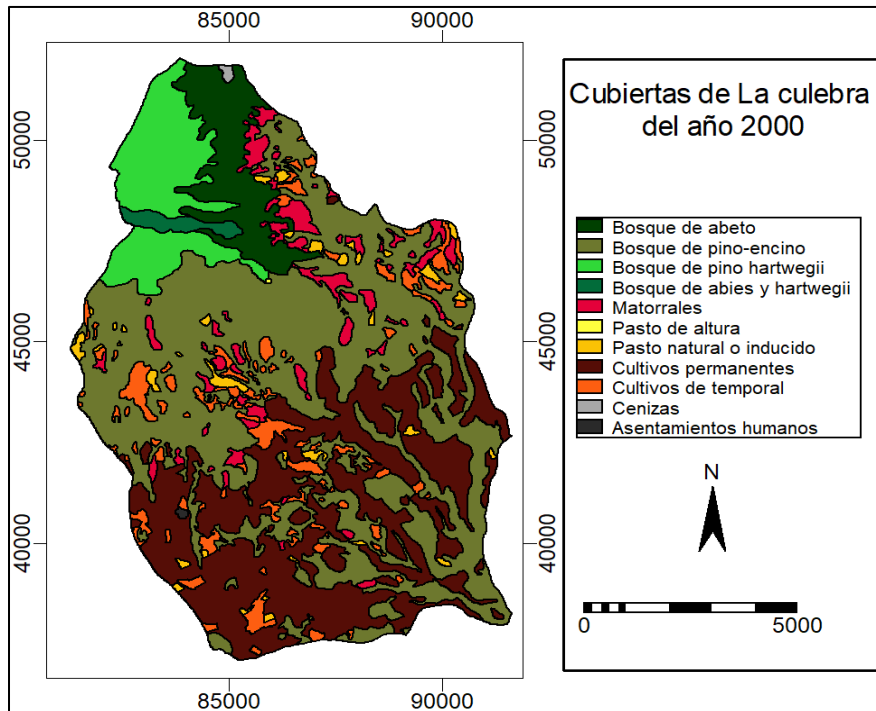 85000 90000
Cubiertas de La culebra
del año 2000
50000 50000
Bosque de abeto
Bosque de pino-encino
Bosque de pino hartwegii
Bosque de abies y hartwegii
Matorrales
Pasto de altura
Pasto natural o inducido
Cultivos permanentes
Cultivos de temporal
Cenizas
Asentamientos humanos
45000 45000
N
40000 40000
0 5000
85000 90000